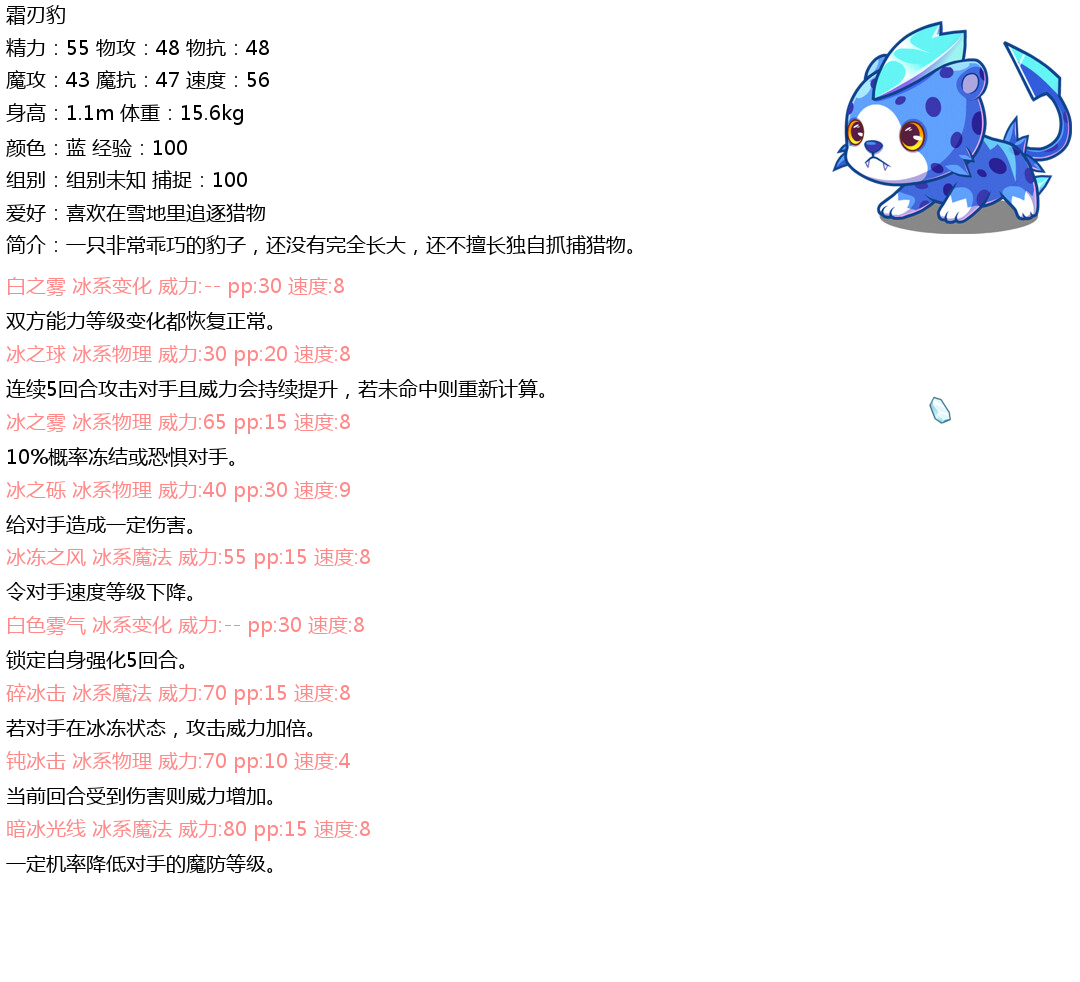 霜刃豹
精力：55 物攻：48 物抗：48
魔攻：43 魔抗：47 速度：56
身高：1.1m 体重：15.6kg
颜色：蓝 经验：100
组别：组别未知 捕捉：100
爱好：喜欢在雪地里追逐猎物
简介：一只非常乖巧的豹子，还没有完全长大，还不擅长独自抓捕猎物。
白之雾 冰系变化 威力:-- pp:30 速度:8
双方能力等级变化都恢复正常。
冰之球 冰系物理 威力:30 pp:20 速度:8
连续5回合攻击对手且威力会持续提升，若未命中则重新计算。
冰之雾 冰系物理 威力:65 pp:15 速度:8
10%概率冻结或恐惧对手。
冰之砾 冰系物理 威力:40 pp:30 速度:9
给对手造成一定伤害。
冰冻之风 冰系魔法 威力:55 pp:15 速度:8
令对手速度等级下降。
白色雾气 冰系变化 威力:-- pp:30 速度:8
锁定自身强化5回合。
碎冰击 冰系魔法 威力:70 pp:15 速度:8
若对手在冰冻状态，攻击威力加倍。
钝冰击 冰系物理 威力:70 pp:10 速度:4
当前回合受到伤害则威力增加。
暗冰光线 冰系魔法 威力:80 pp:15 速度:8
一定机率降低对手的魔防等级。